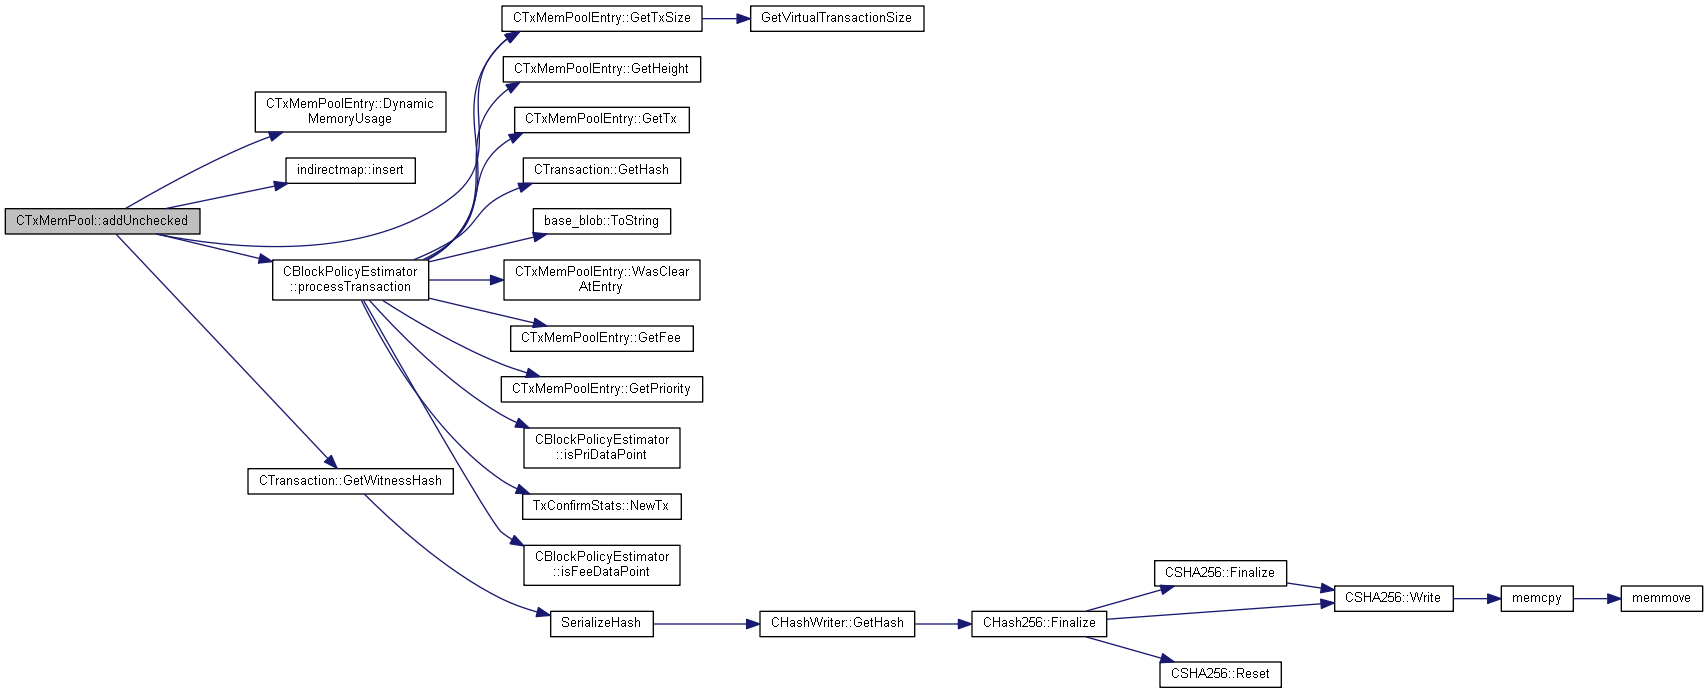 CTxMemPoolEntry::GetTxSize
GetVirtualTransactionSize
CTxMemPoolEntry::GetHeight
CTxMemPoolEntry::Dynamic
MemoryUsage
CTxMemPoolEntry::GetTx
indirectmap::insert
CTransaction::GetHash
CTxMemPool::addUnchecked
base_blob::ToString
CBlockPolicyEstimator
::processTransaction
CTxMemPoolEntry::WasClear
AtEntry
CTxMemPoolEntry::GetFee
CTxMemPoolEntry::GetPriority
CBlockPolicyEstimator
::isPriDataPoint
CTransaction::GetWitnessHash
TxConfirmStats::NewTx
CBlockPolicyEstimator
::isFeeDataPoint
CSHA256::Finalize
CSHA256::Write
memcpy
memmove
SerializeHash
CHashWriter::GetHash
CHash256::Finalize
CSHA256::Reset